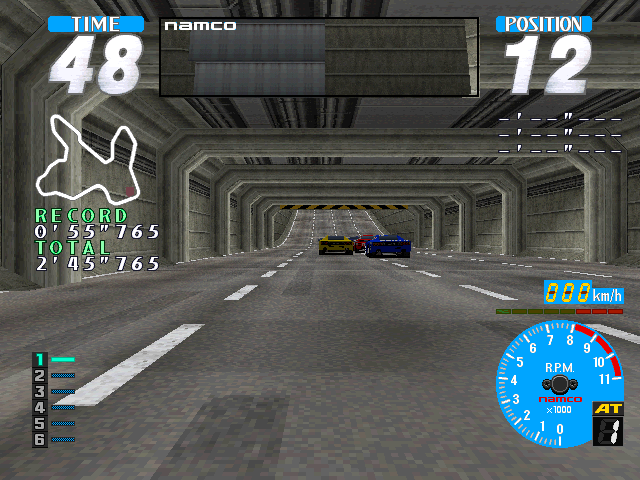 TIME
48
namco
POSITION
12
-'--"---
-'--"---
-'--"---
RECORD
0'55"765
TOTAL
2'45"765
000 km/h
1
2
3
4
5
6
0 1 2 3 4 5 6 7 8 9 10 11
R.P.M.
namco
×1000
AT
1